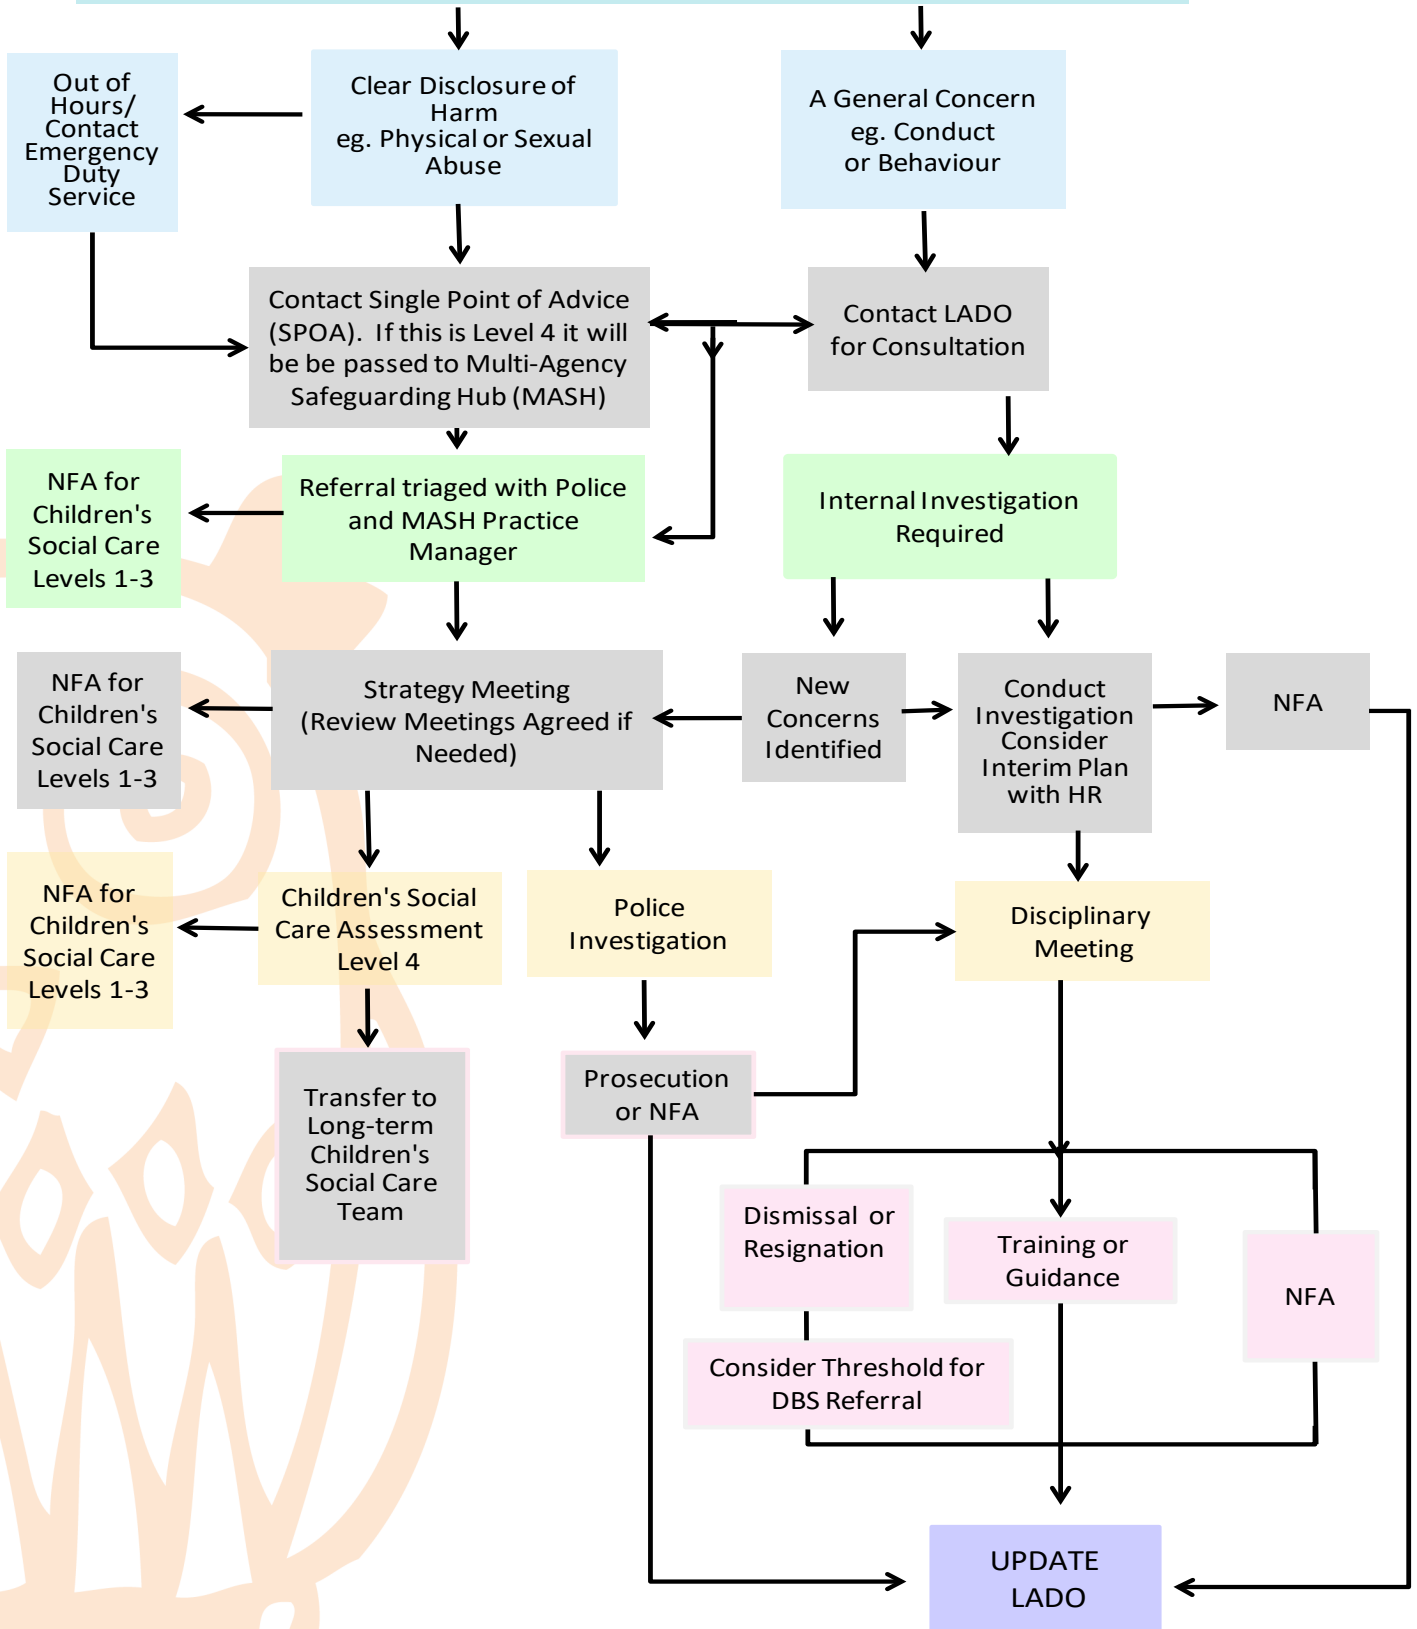 Out of
Hours/
Contact
Emergency
Duty
Service
Clear Disclosure of
Harm
eg. Physical or Sexual
Abuse
A General Concern
eg. Conduct
or Behaviour
Contact Single Point of Advice
(SPOA). If this is Level 4 it will
be be passed to Multi-Agency
Safeguarding Hub (MASH)
Contact LADO
for Consultation
NFA for
Children's
Social Care
Levels 1-3
Referral triaged with Police
and MASH Practice
Manager
Internal Investigation
Required
NFA for
Children's
Social Care
Levels 1-3
Strategy Meeting
(Review Meetings Agreed if
Needed)
New
Concerns
Identified
Conduct
Investigation
Consider
Interim Plan
with HR
NFA
NFA for
Children's
Social Care
Levels 1-3
Children's Social
Care Assessment
Level 4
Police
Investigation
Disciplinary
Meeting
Transfer to
Long-term
Children's
Social Care
Team
Prosecution
or NFA
Dismissal or
Resignation
Training or
Guidance
NFA
Consider Threshold for
DBS Referral
UPDATE
LADO